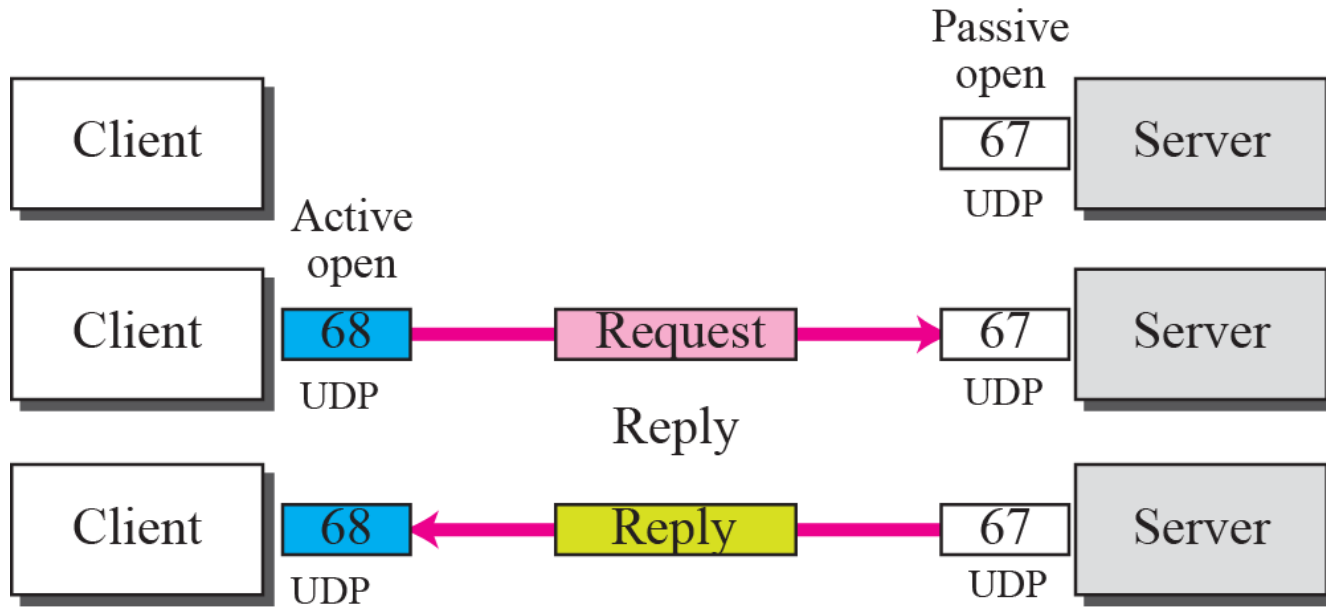 Passive
open
Client
67
Server
UDP
Active
open
Client
68
Request
67
Server
UDP
UDP
Reply
Client
68
Reply
67
Server
UDP
UDP